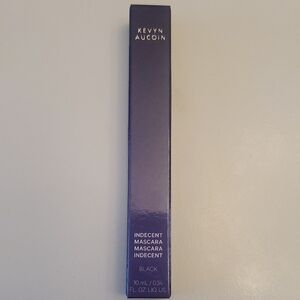 KEVYN
AUCOIN
INDECENT
MASCARA
MASCARA
INDECENT
BLACK
10 mL / 0.34
FL. OZ. LIQ. US